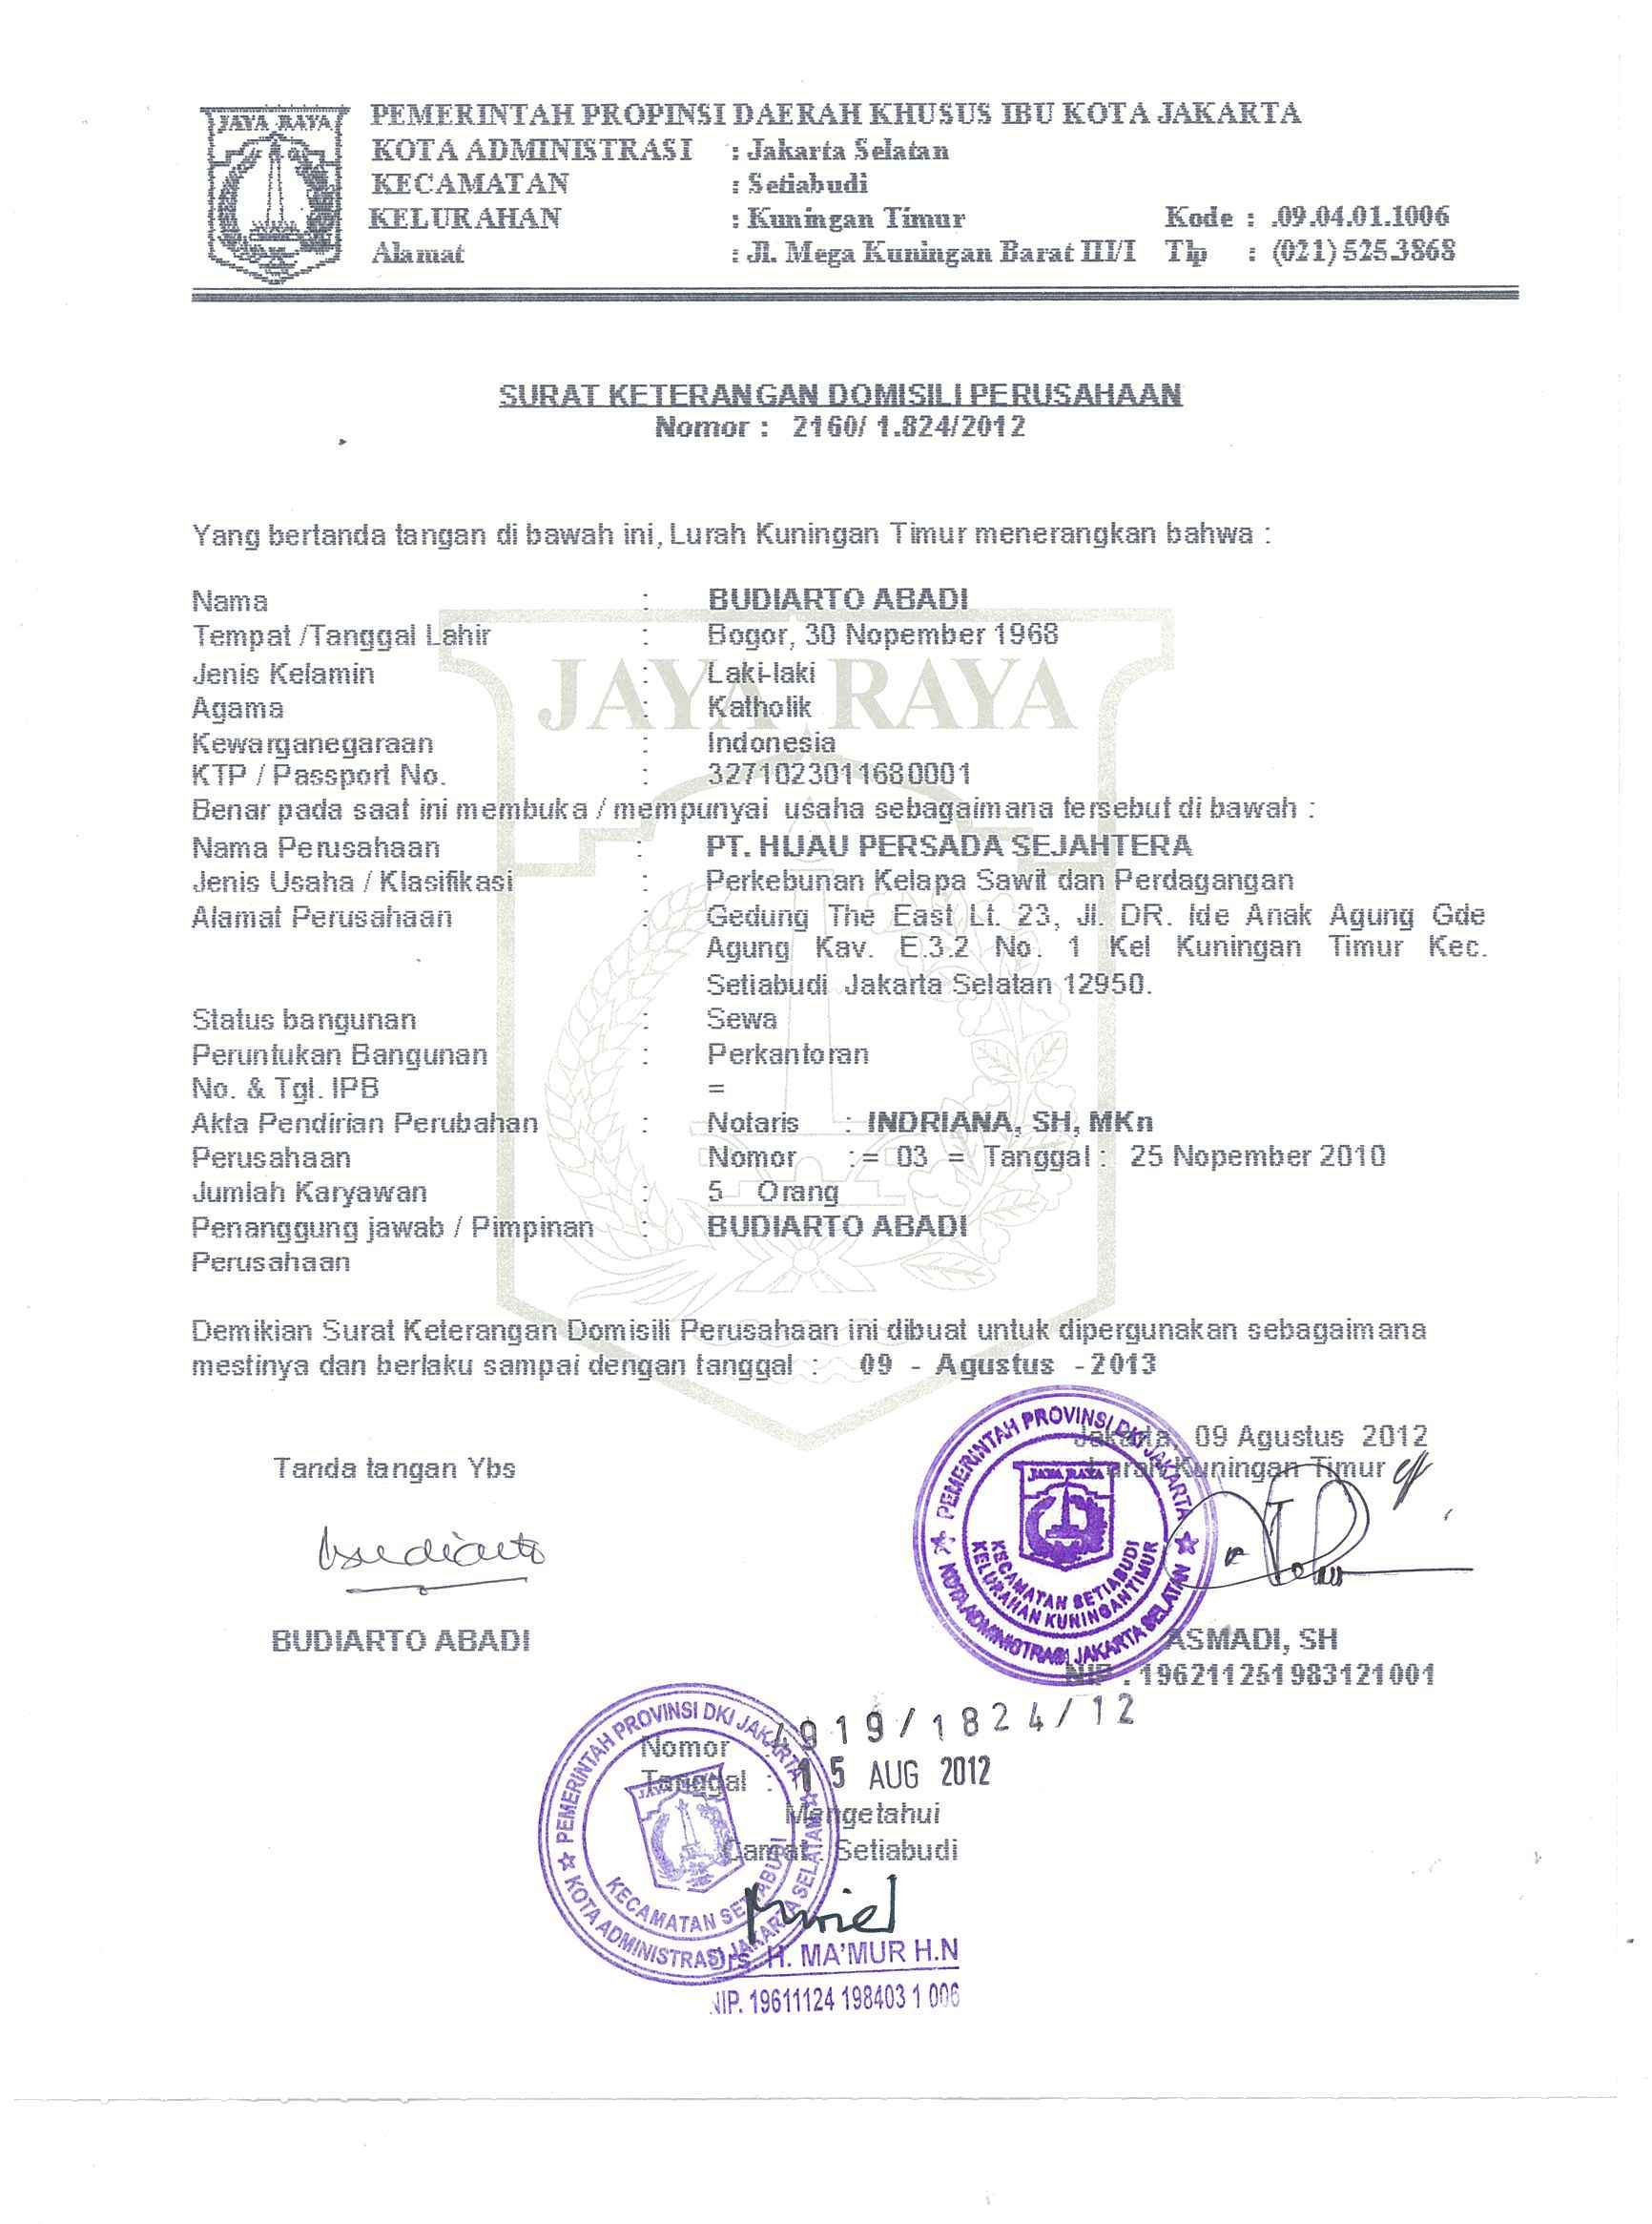 JAYA RAYA
PEMERINTAH PROPINSI DAERAH KHUSUS IBU KOTA JAKARTA
KOTA ADMINISTRASI : Jakarta Selatan
KECAMATAN : Setiabudi
KELURAHAN : Kuningan Timur Kode : .09.04.01.1006
Alamat : Jl. Mega Kuningan Barat III/I Tlp : (021) 525.3868
SURAT KETERANGAN DOMISILI PERUSAHAAN
Nomor : 2160/ 1.824/2012
Yang bertanda tangan di bawah ini, Lurah Kuningan Timur menerangkan bahwa :
Nama : BUDIARTO ABADI
Tempat /Tanggal Lahir : Bogor, 30 Nopember 1968
JAYA RAYA
Jenis Kelamin : Laki-laki
Agama : Katholik
Kewarganegaraan : Indonesia
KTP / Passport No. : 3271023011680001
Benar pada saat ini membuka / mempunyai usaha sebagaimana tersebut di bawah :
Nama Perusahaan : PT. HIJAU PERSADA SEJAHTERA
Jenis Usaha / Klasifikasi : Perkebunan Kelapa Sawit dan Perdagangan
Alamat Perusahaan : Gedung The East Lt. 23, Jl. DR. Ide Anak Agung Gde
Agung Kav. E.3.2 No. 1 Kel Kuningan Timur Kec.
Setiabudi Jakarta Selatan 12950.
Status bangunan : Sewa
Peruntukan Bangunan : Perkantoran
No. & Tgl. IPB =
Akta Pendirian Perubahan : Notaris : INDRIANA, SH, MKn
Perusahaan Nomor := 03 = Tanggal : 25 Nopember 2010
Jumlah Karyawan : 5 Orang
Penanggung jawab / Pimpinan : BUDIARTO ABADI
Perusahaan
Demikian Surat Keterangan Domisili Perusahaan ini dibuat untuk dipergunakan sebagaimana
mestinya dan berlaku sampai dengan tanggal : 09 - Agustus - 2013
Jakarta, 09 Agustus 2012
Tanda tangan Ybs Lurah Kuningan Timur
PEMERINTAH PROVINSI DKI JAKARTA
JAYA RAYA
KECAMATAN SETIABUDI
KELURAHAN KUNINGAN TIMUR
KOTA ADMINISTRASI JAKARTA SELATAN
budiarto
BUDIARTO ABADI ASMADI, SH
NIP . 196211251983121001
Nomor : 4919/1824/12
Tanggal : 15 AUG 2012
Mengetahui
Camat : Setiabudi
PEMERINTAH PROVINSI DKI JAKARTA
JAYA RAYA
KECAMATAN SETIABUDI
KOTA ADMINISTRASI JAKARTA SELATAN
Drs. H. MA'MUR H.N
NIP. 19611124 198403 1 006